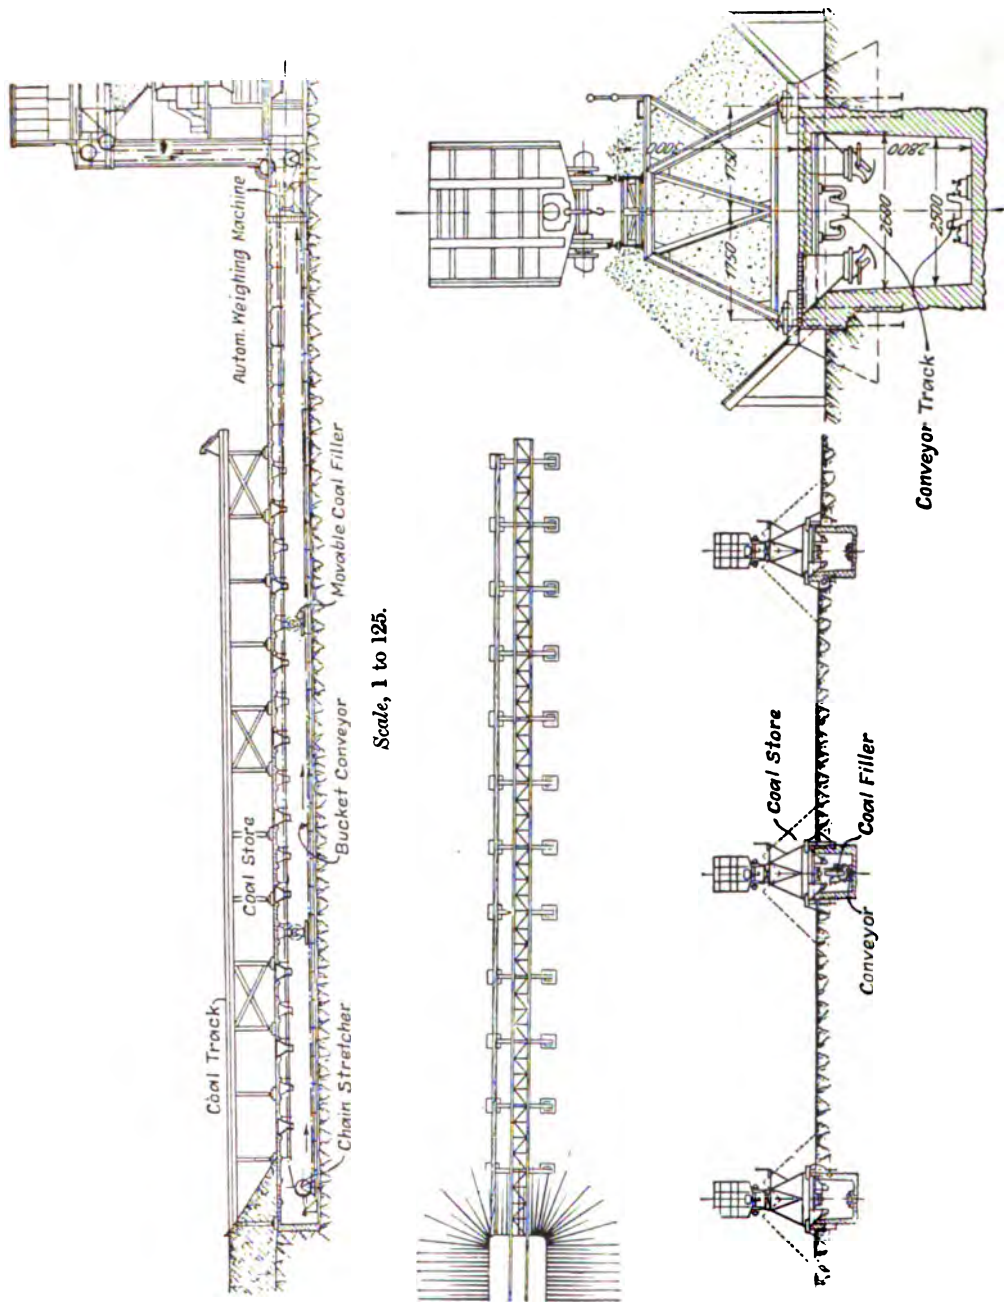 Autom. Weighing Machine
Movable Coal Filler
Coal Store
Bucket Conveyor
Coal Track
Chain Stretcher
Scale, 1 to 125.
3000
1750
1750
2800
2600
2500
Conveyor Track
Coal Store
Coal Filler
Conveyor